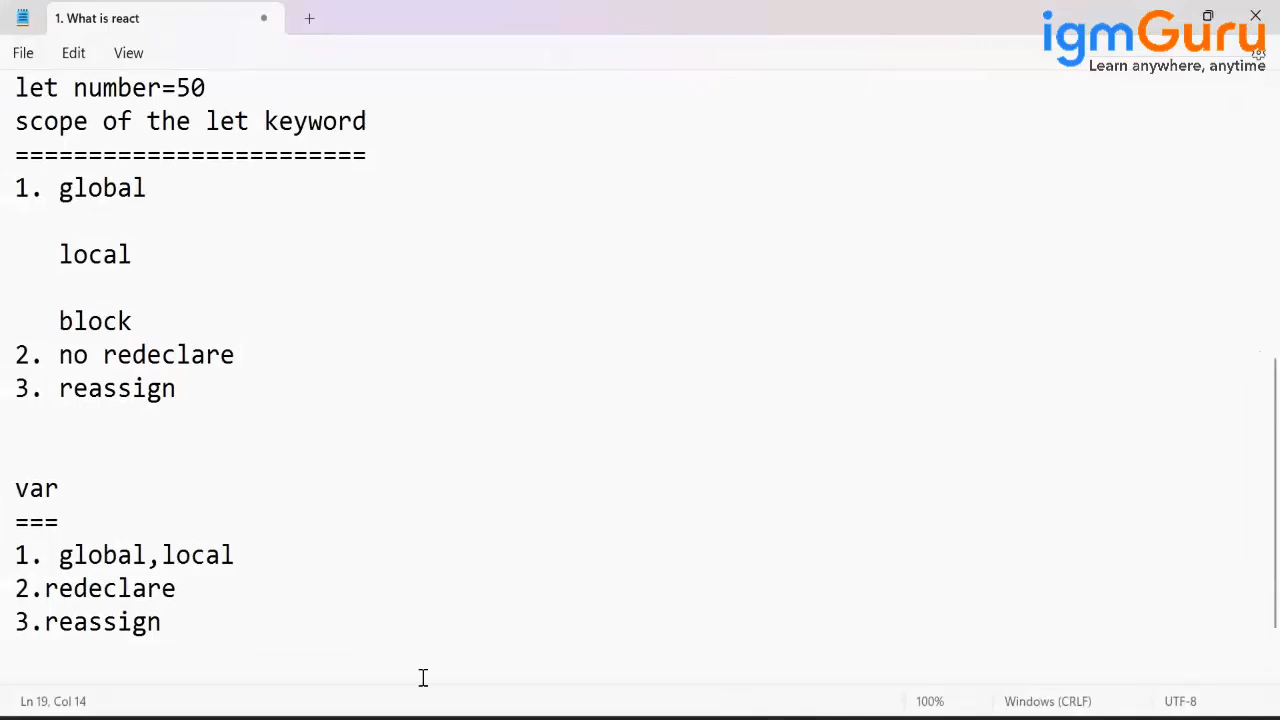 1. What is react
igmGuru
Learn anywhere, anytime
File Edit View
let number=50
scope of the let keyword
========================
1. global
local
block
2. no redeclare
3. reassign
var
===
1. global,local
2.redeclare
3.reassign
Ln 19, Col 14 100% Windows (CRLF) UTF-8